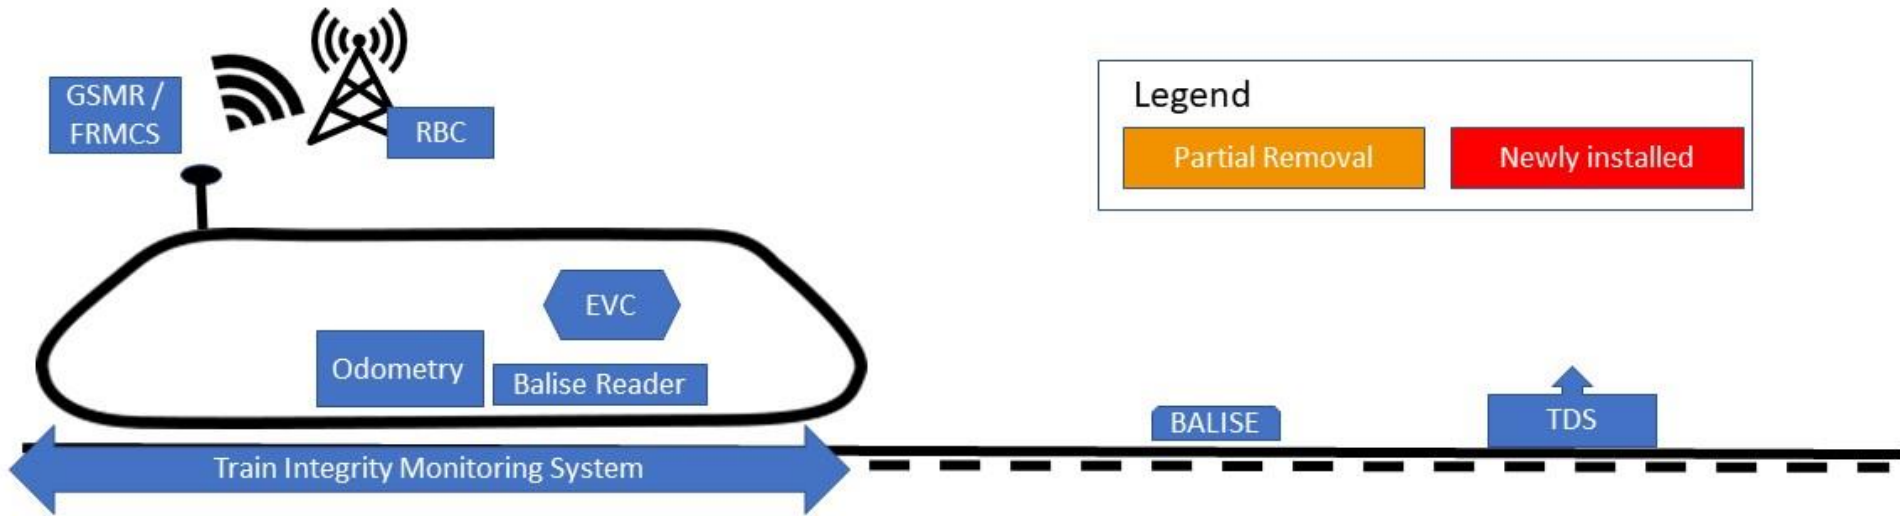 GSMR /
FRMCS
RBC
Legend
Partial Removal
Newly installed
EVC
Odometry
Balise Reader
BALISE
TDS
Train Integrity Monitoring System